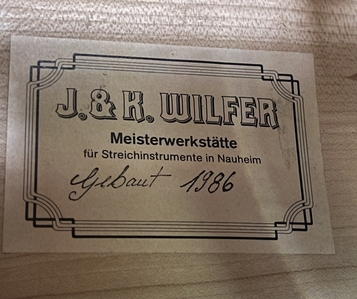 J. & K. WILFER
Meisterwerkstätte
für Streichinstrumente in Nauheim
Gebaut 1986